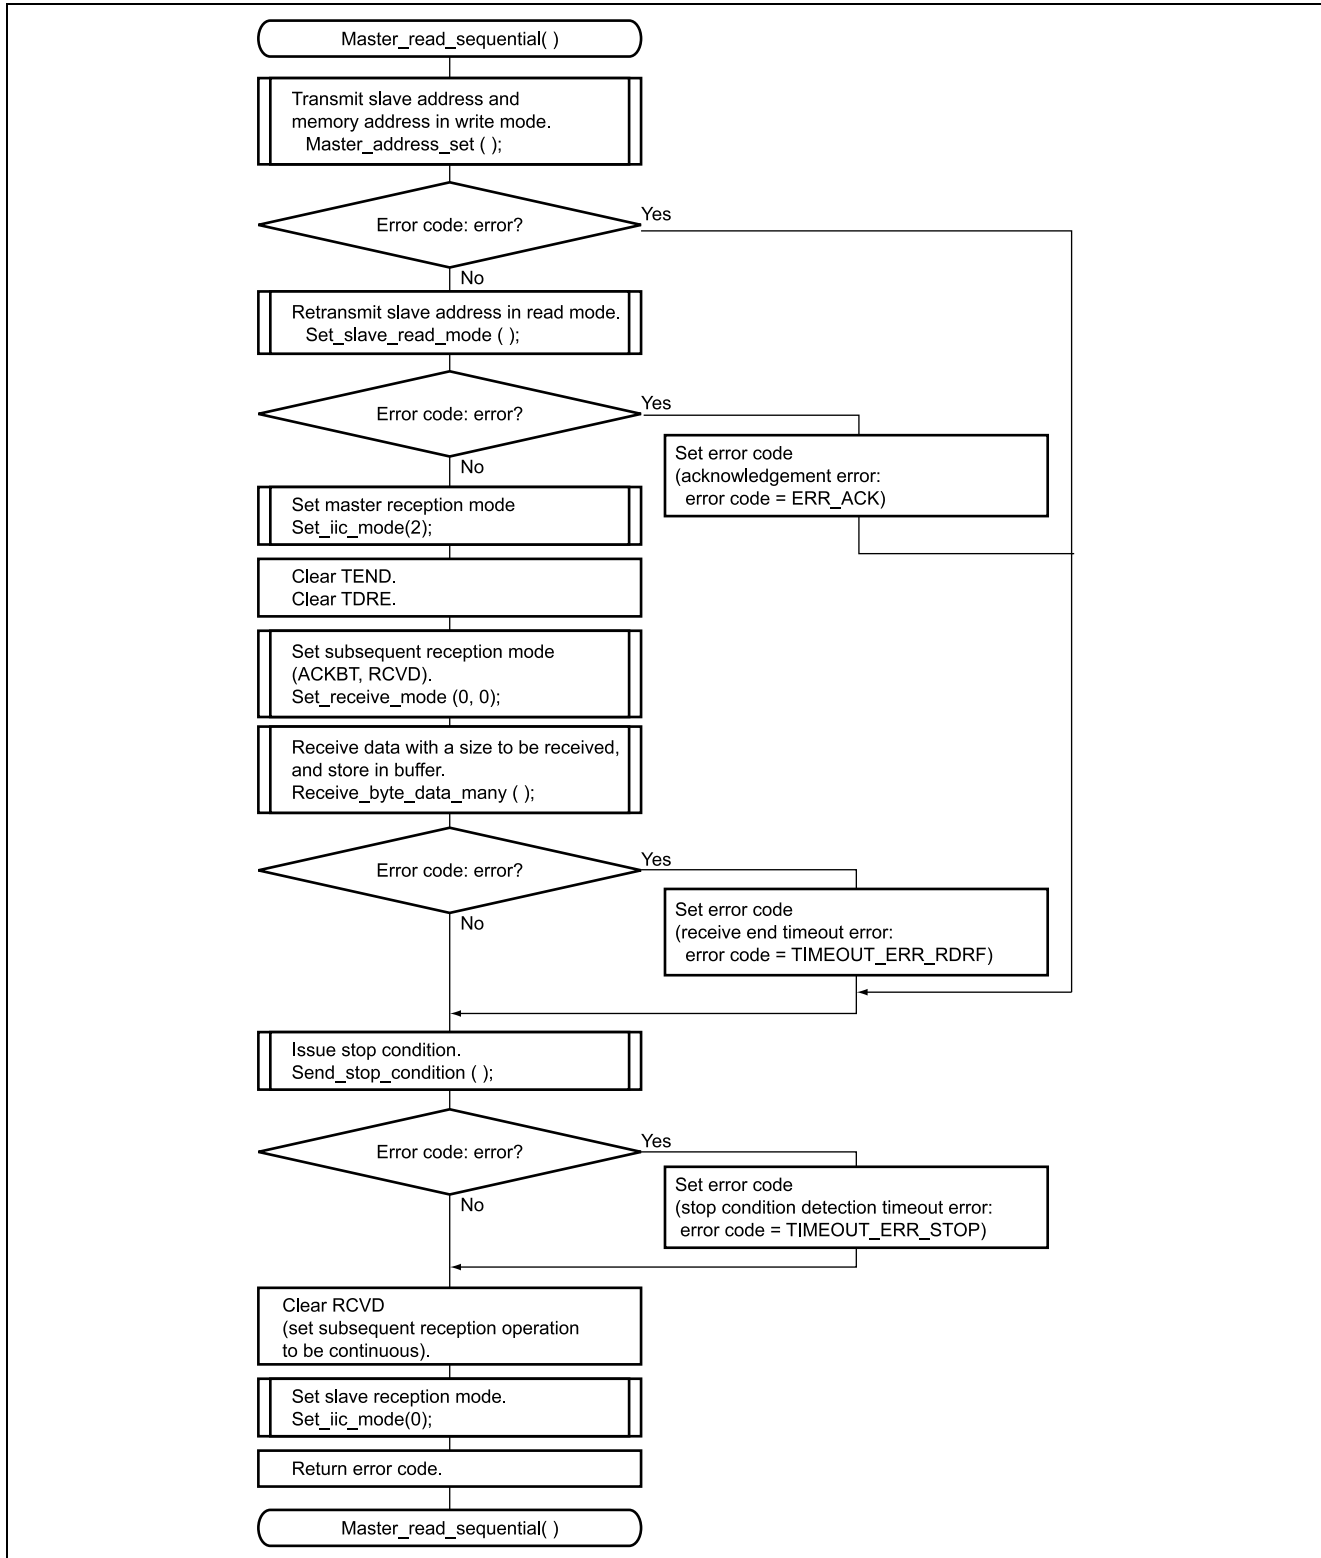 Master_read_sequential( )
Transmit slave address and
memory address in write mode.
Master_address_set ( );
Error code: error?
Yes
No
Retransmit slave address in read mode.
Set_slave_read_mode ( );
Error code: error?
Yes
No
Set error code
(acknowledgement error:
error code = ERR_ACK)
Set master reception mode
Set_iic_mode(2);
Clear TEND.
Clear TDRE.
Set subsequent reception mode
(ACKBT, RCVD).
Set_receive_mode (0, 0);
Receive data with a size to be received,
and store in buffer.
Receive_byte_data_many ( );
Error code: error?
Yes
No
Set error code
(receive end timeout error:
error code = TIMEOUT_ERR_RDRF)
Issue stop condition.
Send_stop_condition ( );
Error code: error?
Yes
No
Set error code
(stop condition detection timeout error:
error code = TIMEOUT_ERR_STOP)
Clear RCVD
(set subsequent reception operation
to be continuous).
Set slave reception mode.
Set_iic_mode(0);
Return error code.
Master_read_sequential( )